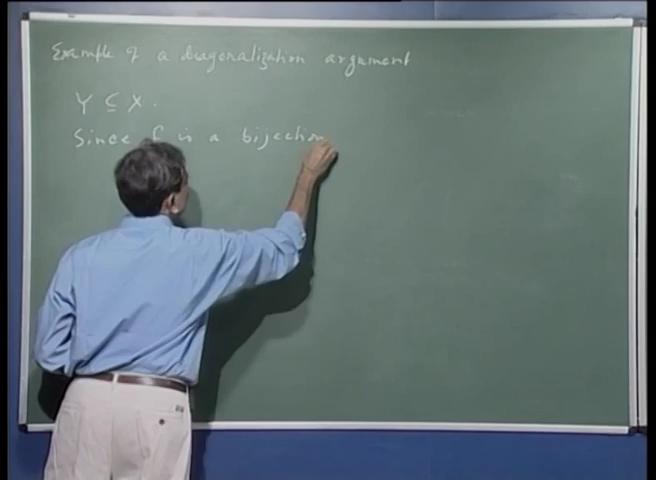 Example of a diagonalization argument
Y ⊆ X.
Since f is a bijection